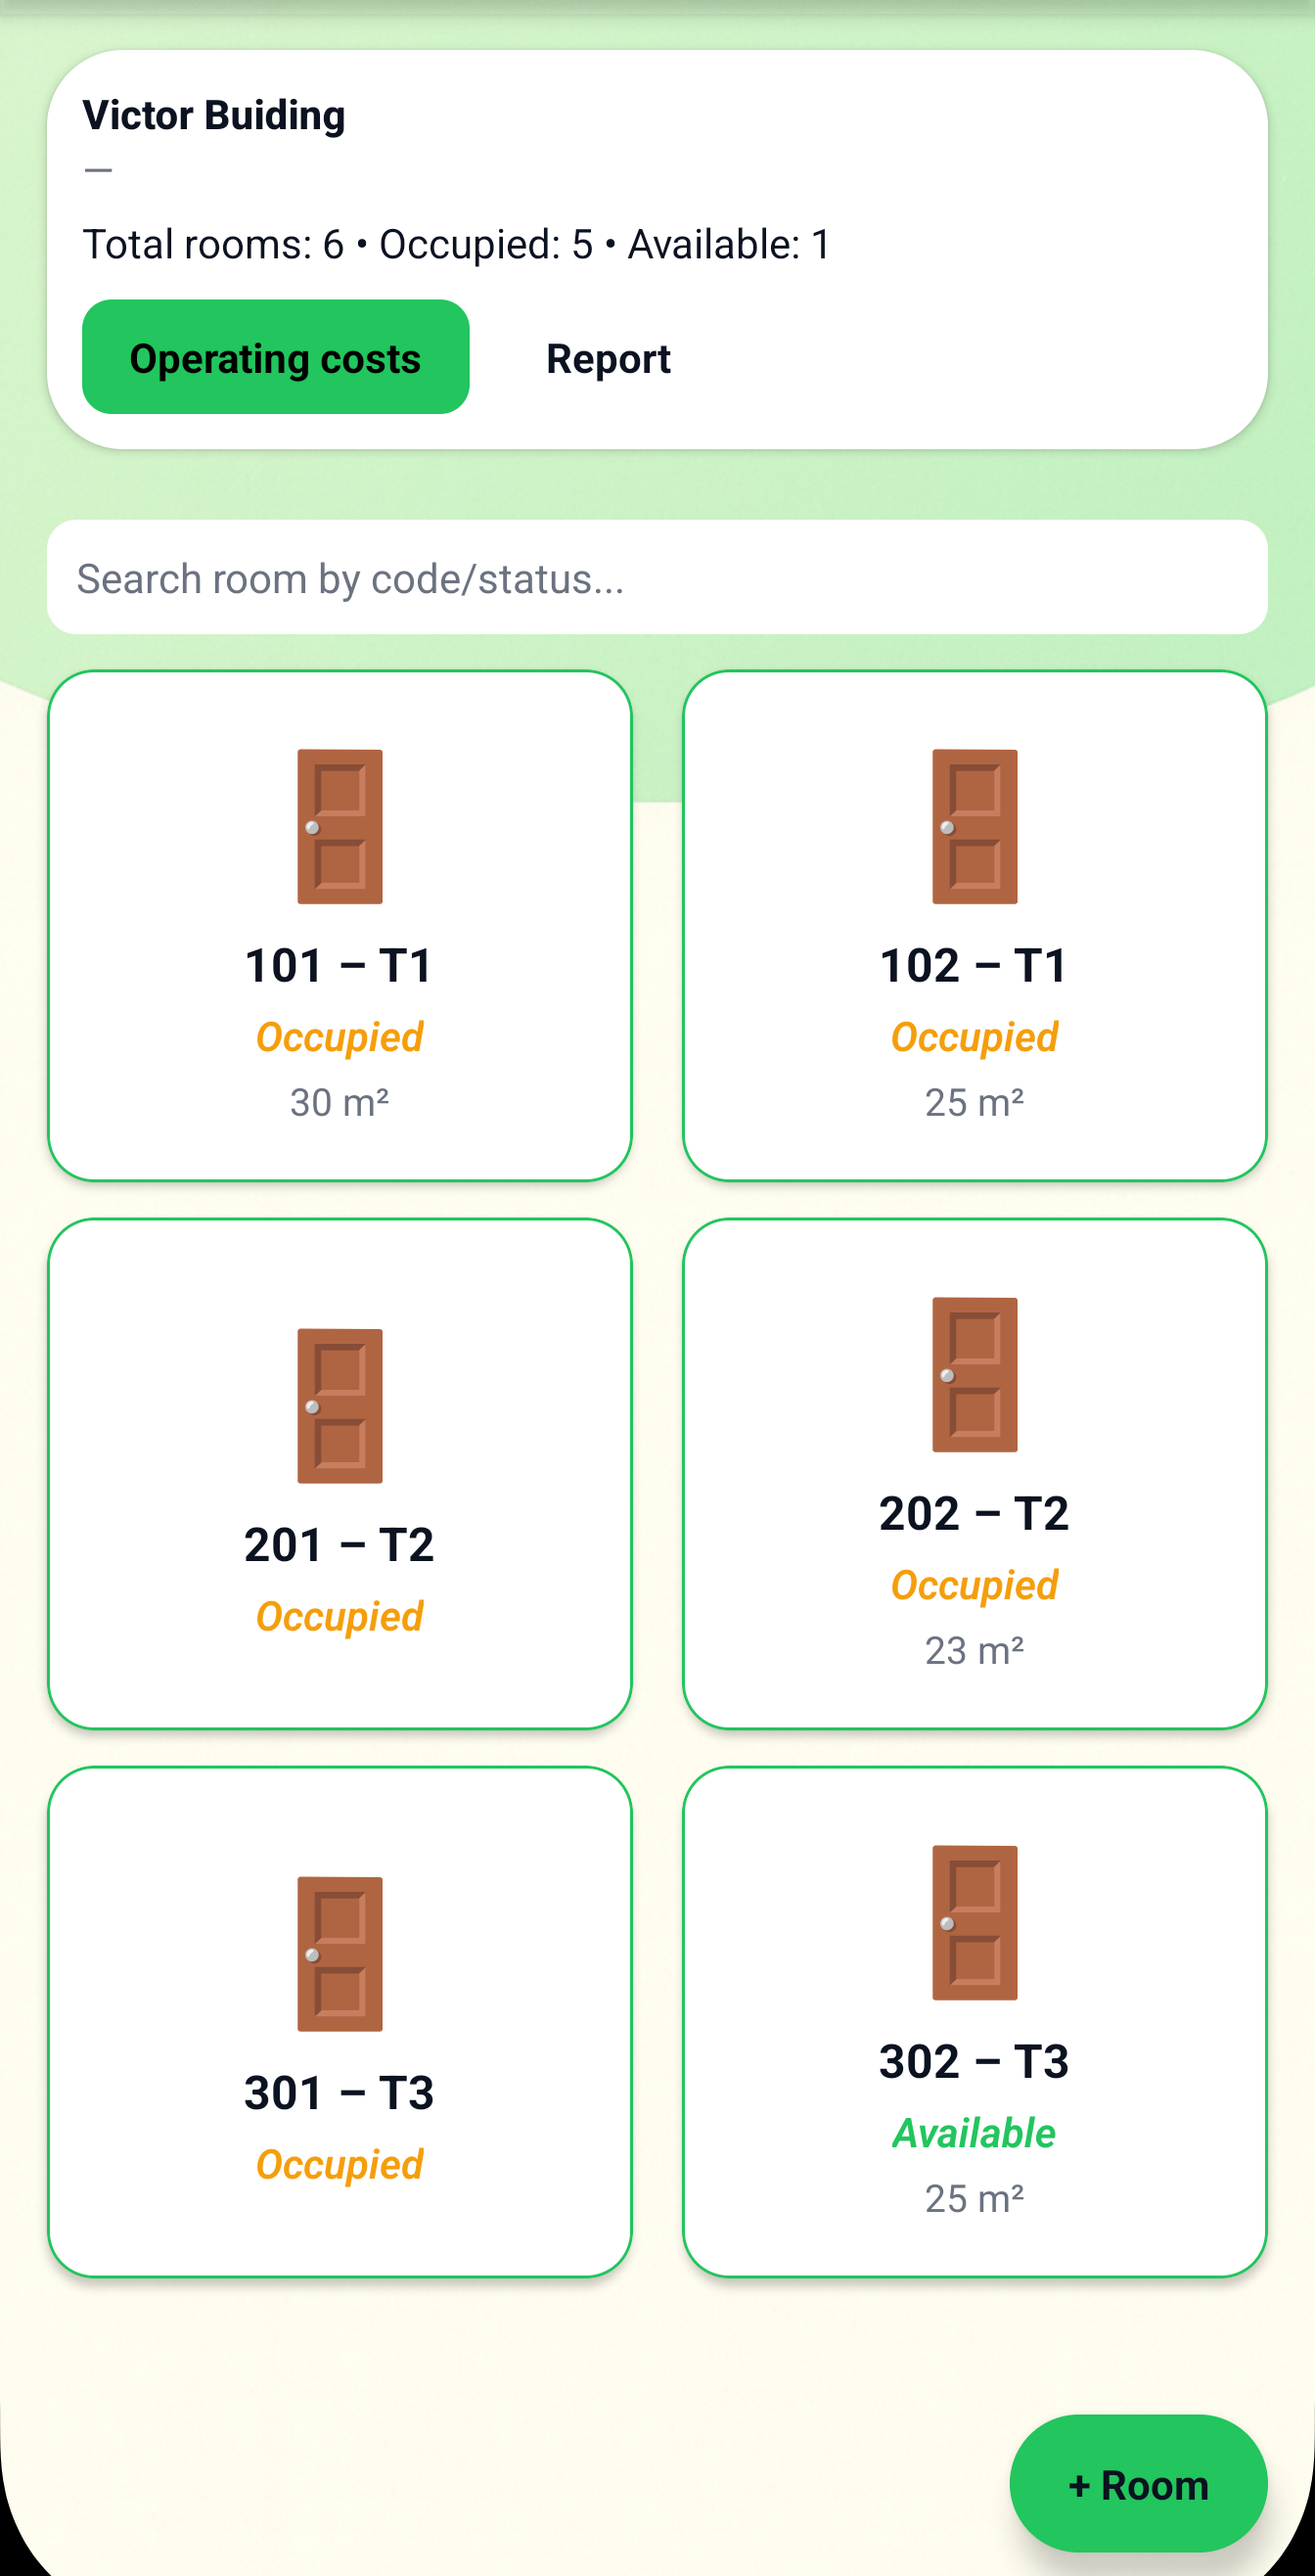 Victor Buiding
—
Total rooms: 6 • Occupied: 5 • Available: 1
Operating costs
Report
Search room by code/status...
101 – T1
Occupied
30 m²
102 – T1
Occupied
25 m²
201 – T2
Occupied
202 – T2
Occupied
23 m²
301 – T3
Occupied
302 – T3
Available
25 m²
+ Room